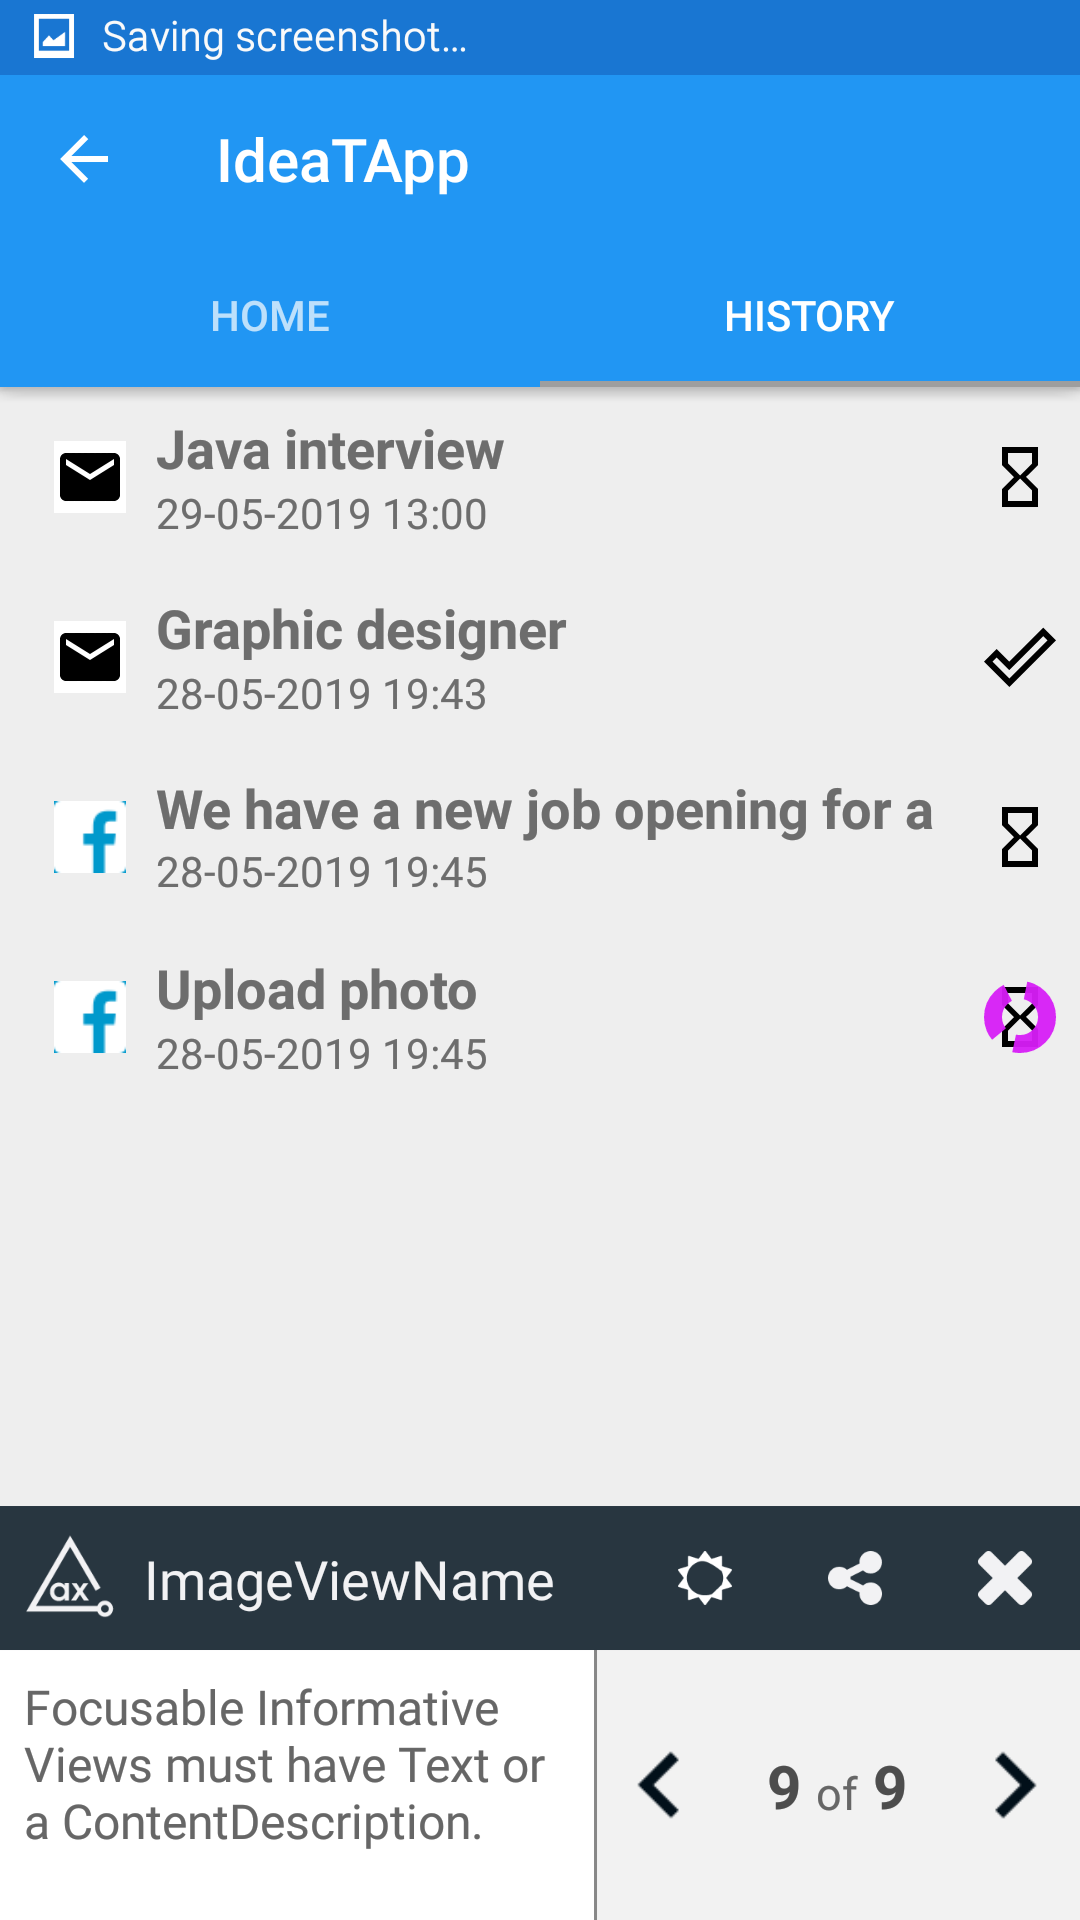 Saving screenshot...
IdeaTApp
HOME
HISTORY
Java interview
29-05-2019 13:00
Graphic designer
28-05-2019 19:43
We have a new job opening for a
28-05-2019 19:45
Upload photo
28-05-2019 19:45
ax
ImageViewName
Focusable Informative
Views must have Text or
a ContentDescription.
9 of 9